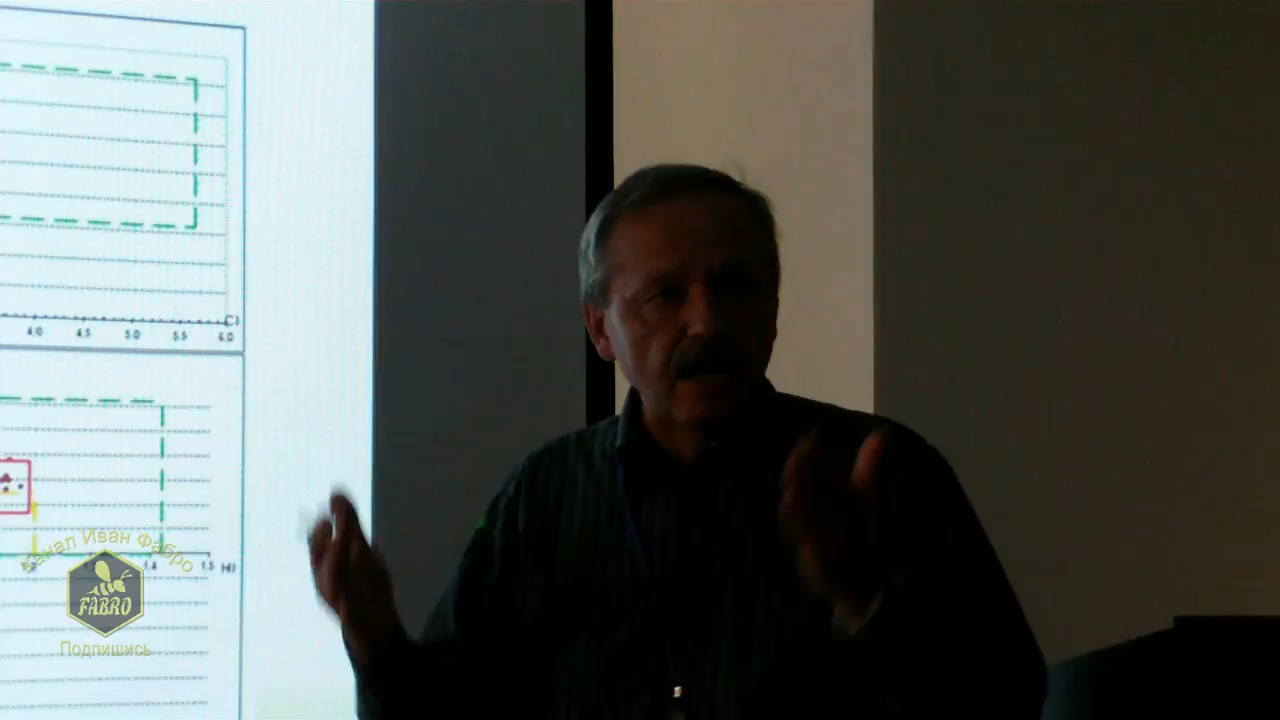 CI
4.0 4.5 5.0 5.5 6.0
1.4 1.5 HI
Канал Иван Фабро
FABRO
Подпишись